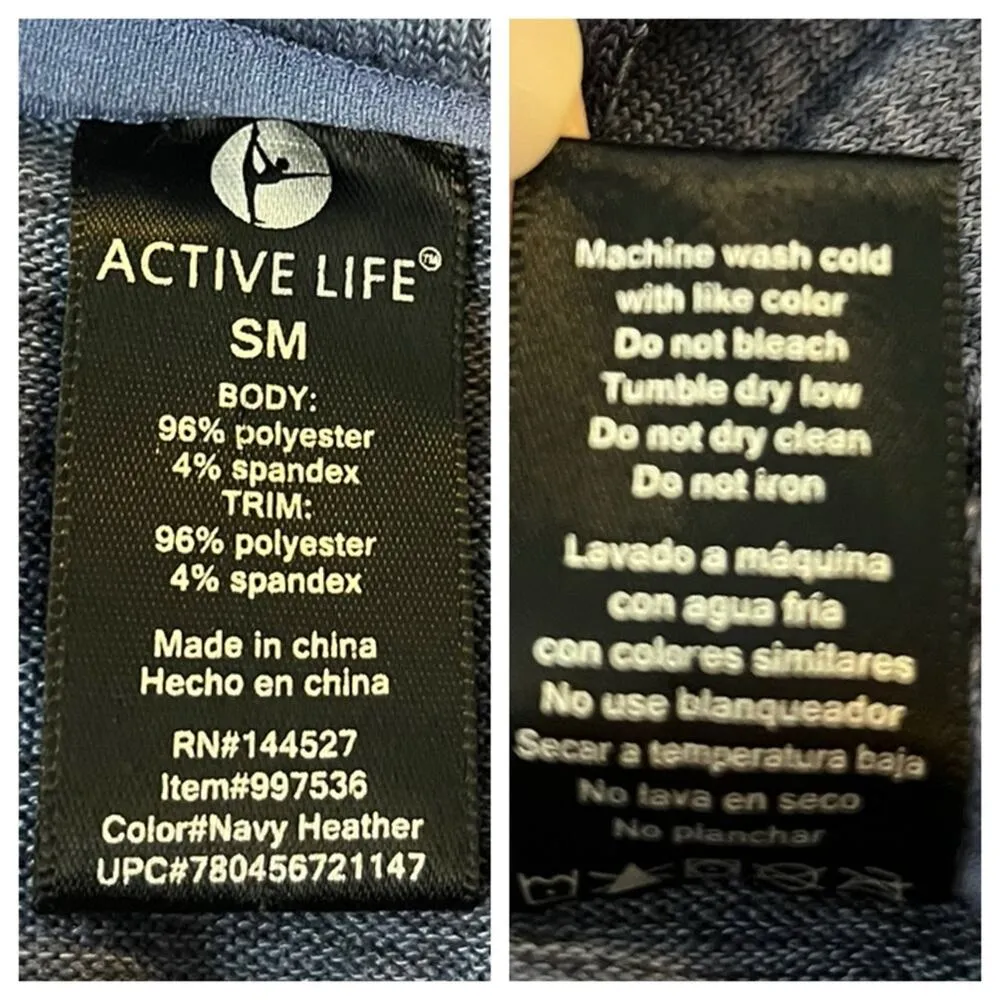 ACTIVE LIFE™
SM
BODY:
96% polyester
4% spandex
TRIM:
96% polyester
4% spandex
Made in china
Hecho en china
RN#144527
Item#997536
Color#Navy Heather
UPC#780456721147
Machine wash cold
with like color
Do not bleach
Tumble dry low
Do not dry clean
Do not iron
Lavado a máquina
con agua fría
con colores similares
No use blanqueador
Secar a temperatura baja
No lava en seco
No planchar